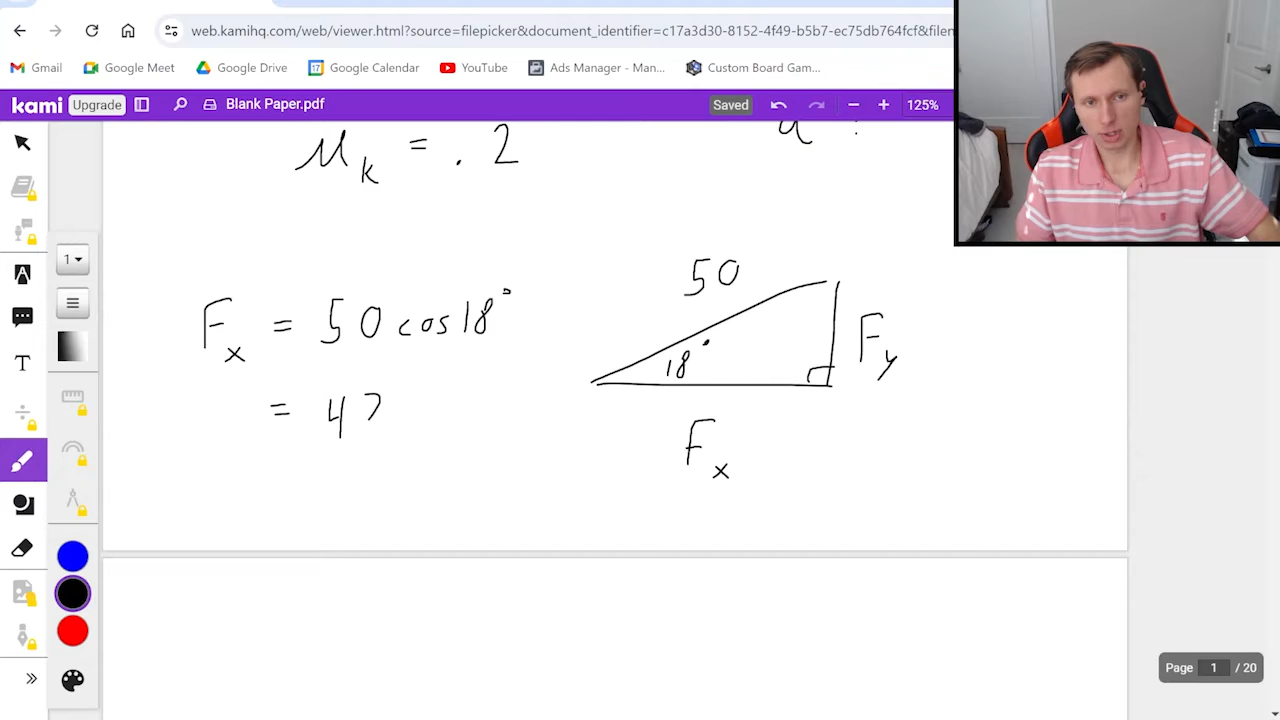 web.kamihq.com/web/viewer.html?source=filepicker&document_identifier=c17a3d30-8152-4f49-b5b7-ec75db764fcf&filen
Gmail
Google Meet
Google Drive
17 Google Calendar
YouTube
Ads Manager - Man...
Custom Board Gam...
kami Upgrade
Blank Paper.pdf
Saved
125%
μk = .2
1
50
Fx = 50 cos 18°
18°
Fy
= 47
Fx
Page 1 / 20